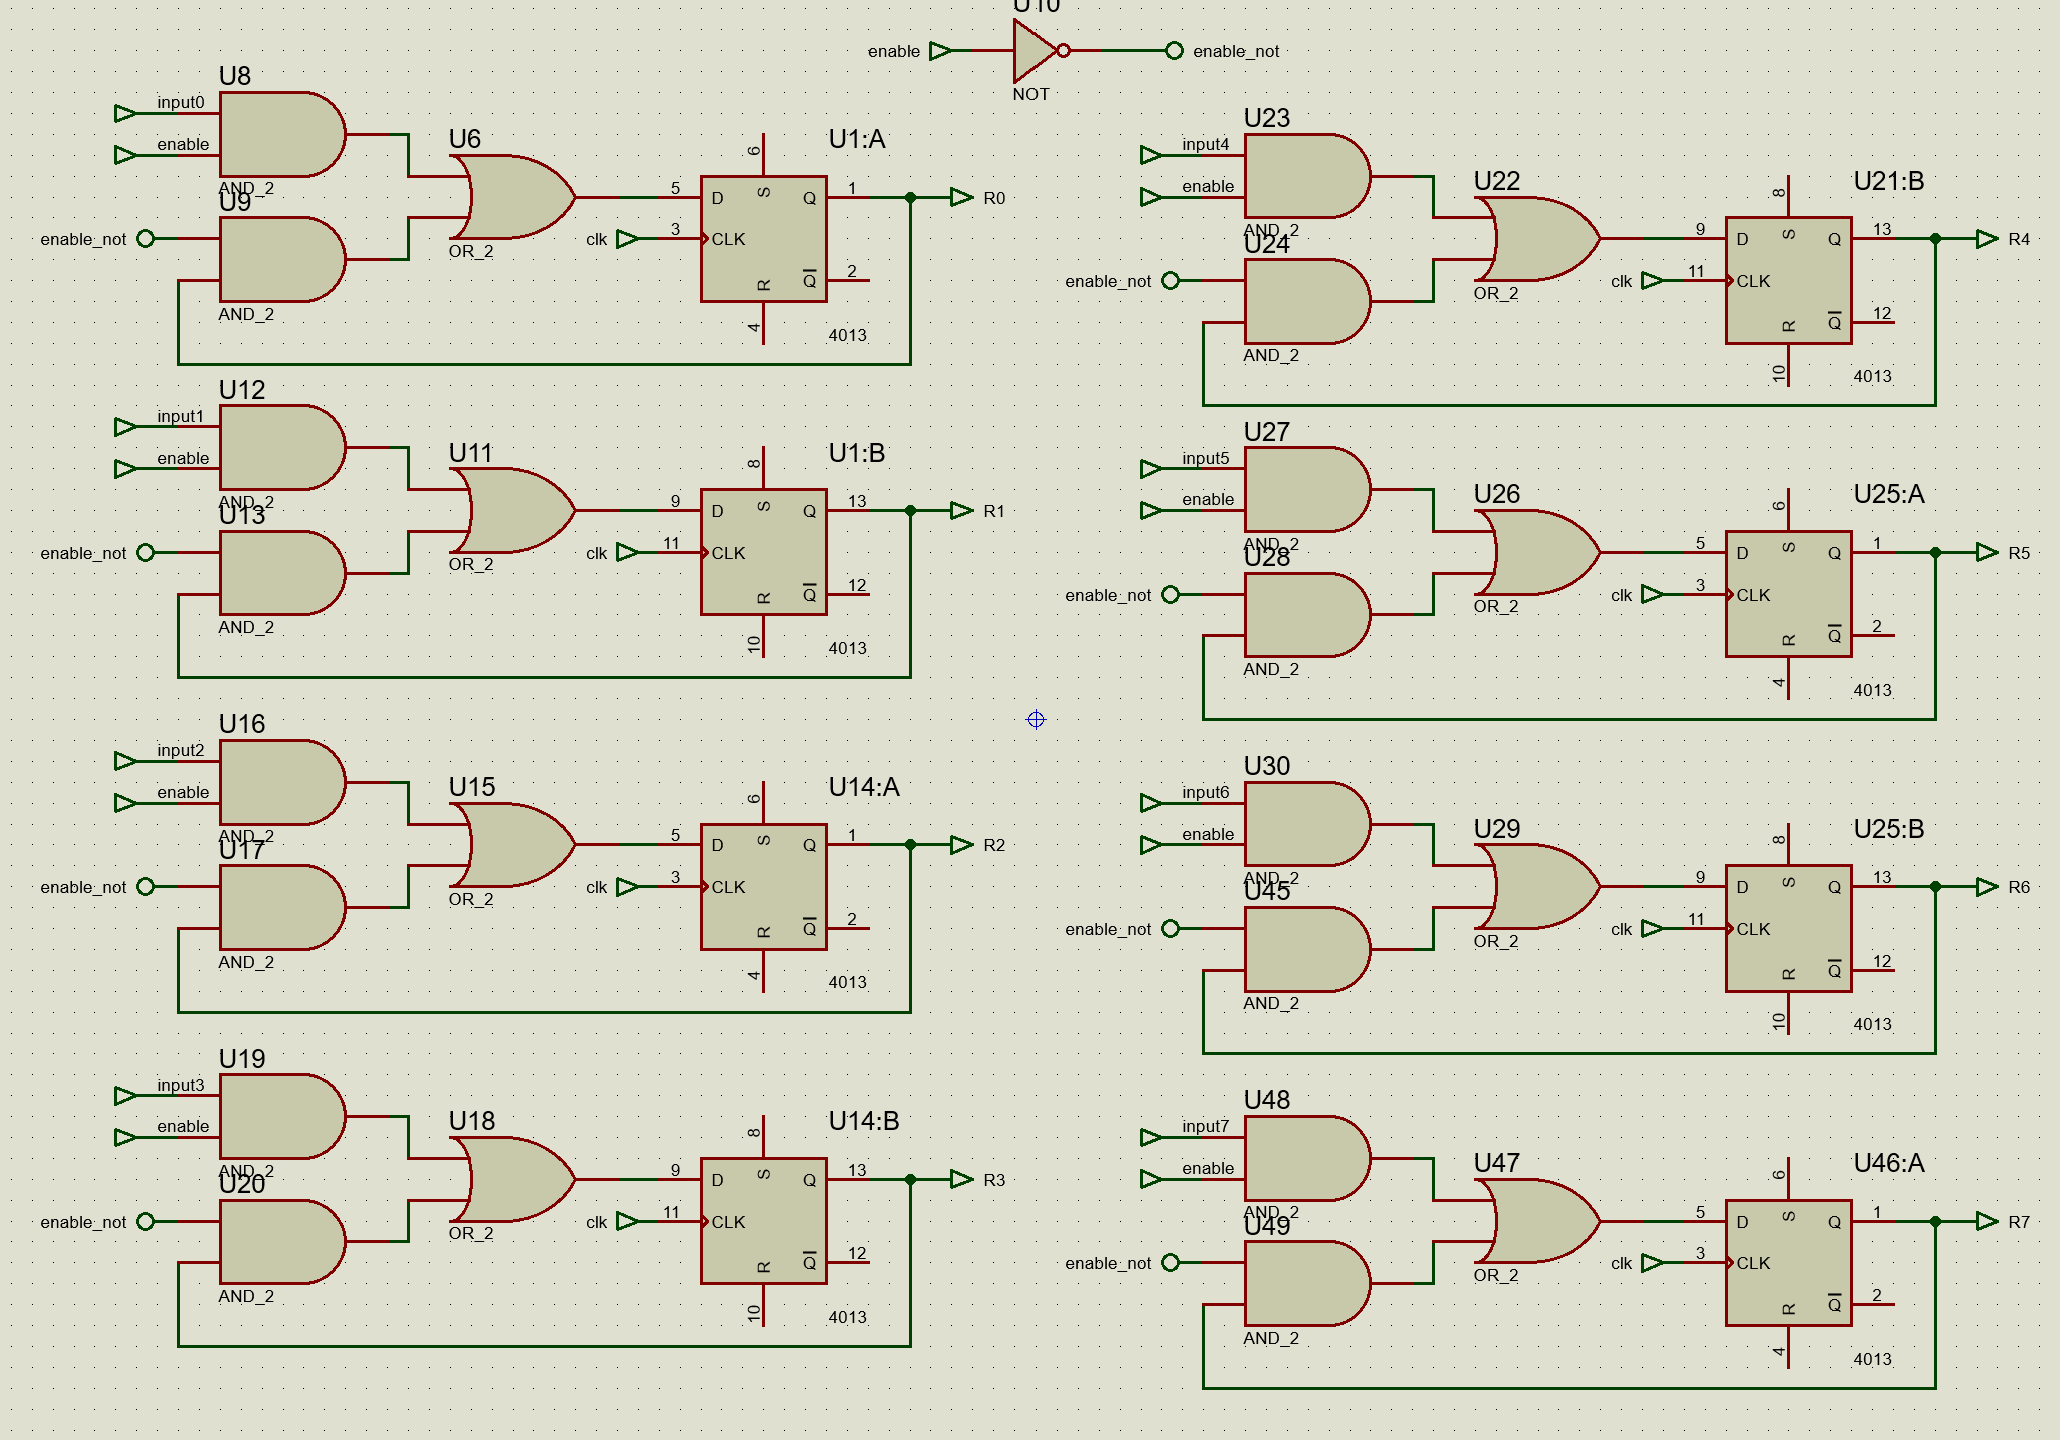 U10
enable
enable_not
NOT
U8
input0
enable
AND_2
U9
enable_not
AND_2
U6
OR_2
U1:A
6
5
D
S
Q
1
R0
clk
3
CLK
2
Q
R
4
4013
U12
input1
enable
AND_2
U13
enable_not
AND_2
U11
OR_2
U1:B
8
9
D
S
Q
13
R1
clk
11
CLK
12
Q
R
10
4013
U16
input2
enable
AND_2
U17
enable_not
AND_2
U15
OR_2
U14:A
6
5
D
S
Q
1
R2
clk
3
CLK
2
Q
R
4
4013
U19
input3
enable
AND_2
U20
enable_not
AND_2
U18
OR_2
U14:B
8
9
D
S
Q
13
R3
clk
11
CLK
12
Q
R
10
4013
U23
input4
enable
AND_2
U24
enable_not
AND_2
U22
OR_2
U21:B
8
9
D
S
Q
13
R4
clk
11
CLK
12
Q
R
10
4013
U27
input5
enable
AND_2
U28
enable_not
AND_2
U26
OR_2
U25:A
6
5
D
S
Q
1
R5
clk
3
CLK
2
Q
R
4
4013
U30
input6
enable
AND_2
U45
enable_not
AND_2
U29
OR_2
U25:B
8
9
D
S
Q
13
R6
clk
11
CLK
12
Q
R
10
4013
U48
input7
enable
AND_2
U49
enable_not
AND_2
U47
OR_2
U46:A
6
5
D
S
Q
1
R7
clk
3
CLK
2
Q
R
4
4013